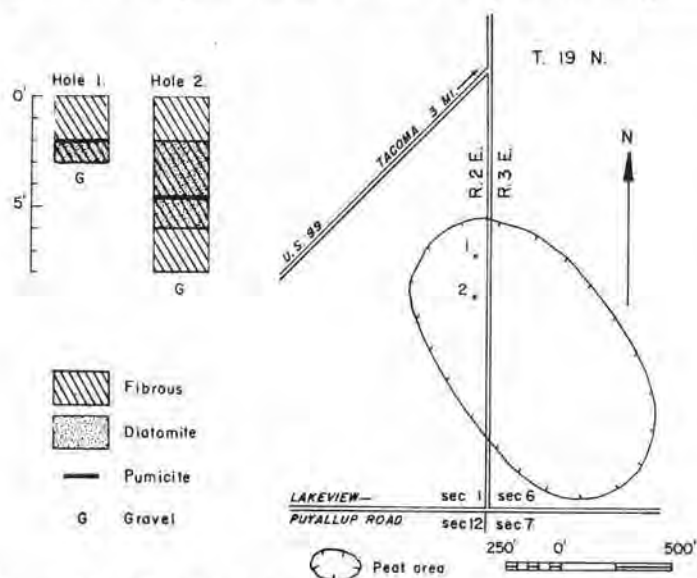 Hole 1.
Hole 2.
0'
5'
G
G
Fibrous
Diatomite
Pumicite
G Gravel
T. 19 N.
TACOMA 3 MI.
U.S. 99
R. 2 E.
R. 3 E.
N
1
2
LAKEVIEW—
PUYALLUP ROAD
sec 1
sec 6
sec 12
sec 7
Peat area
250' 0' 500'